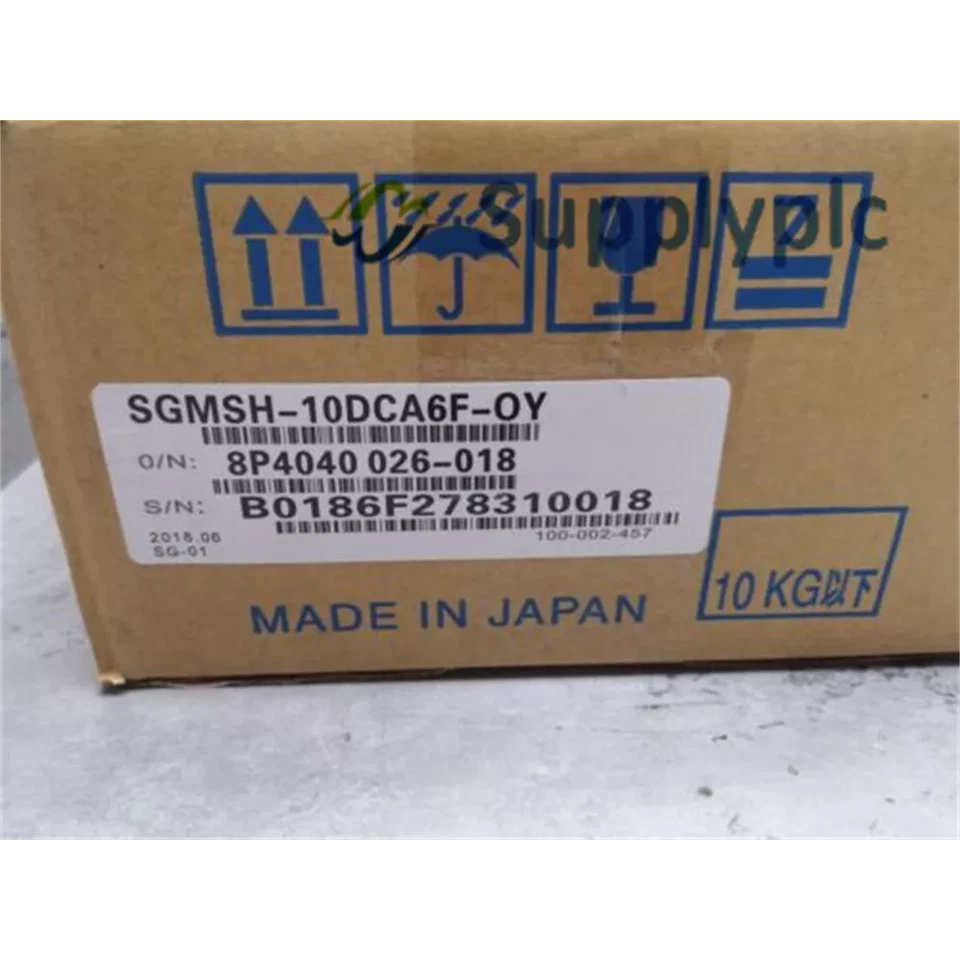 Supplyplc
SGMSH-10DCA6F-OY
O/N: 8P4040 026-018
S/N: B0186F278310018
2018.06
100-002-457
SG-01
MADE IN JAPAN
10 KG以下